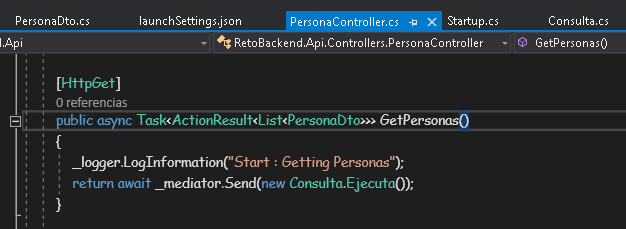 PersonaDto.cs launchSettings.json PersonaController.cs Startup.cs Consulta.cs
l.Api RetoBackend.Api.Controllers.PersonaController GetPersonas()
[HttpGet]
0 referencias
public async Task<ActionResult<List<PersonaDto>>> GetPersonas()
{
_logger.LogInformation("Start : Getting Personas");
return await _mediator.Send(new Consulta.Ejecuta());
}